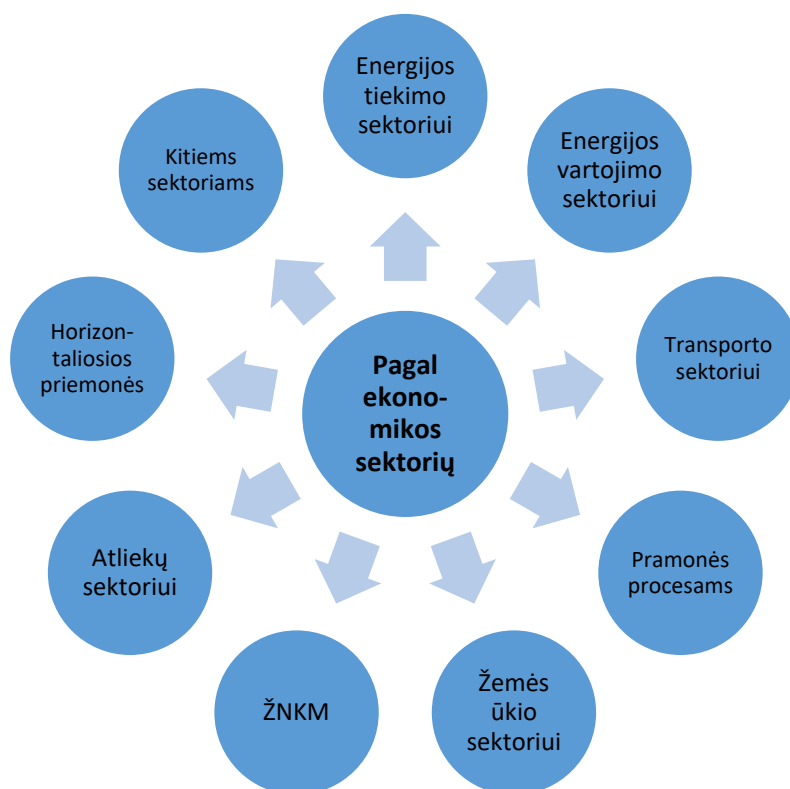 Energijos
tiekimo
sektoriui
Energijos
vartojimo
sektoriui
Transporto
sektoriui
Pramonės
procesams
Žemės
ūkio
sektoriui
ŽNKM
Atliekų
sektoriui
Horizon-
taliosios
priemonės
Kitiems
sektoriams
Pagal
ekono-
mikos
sektorių